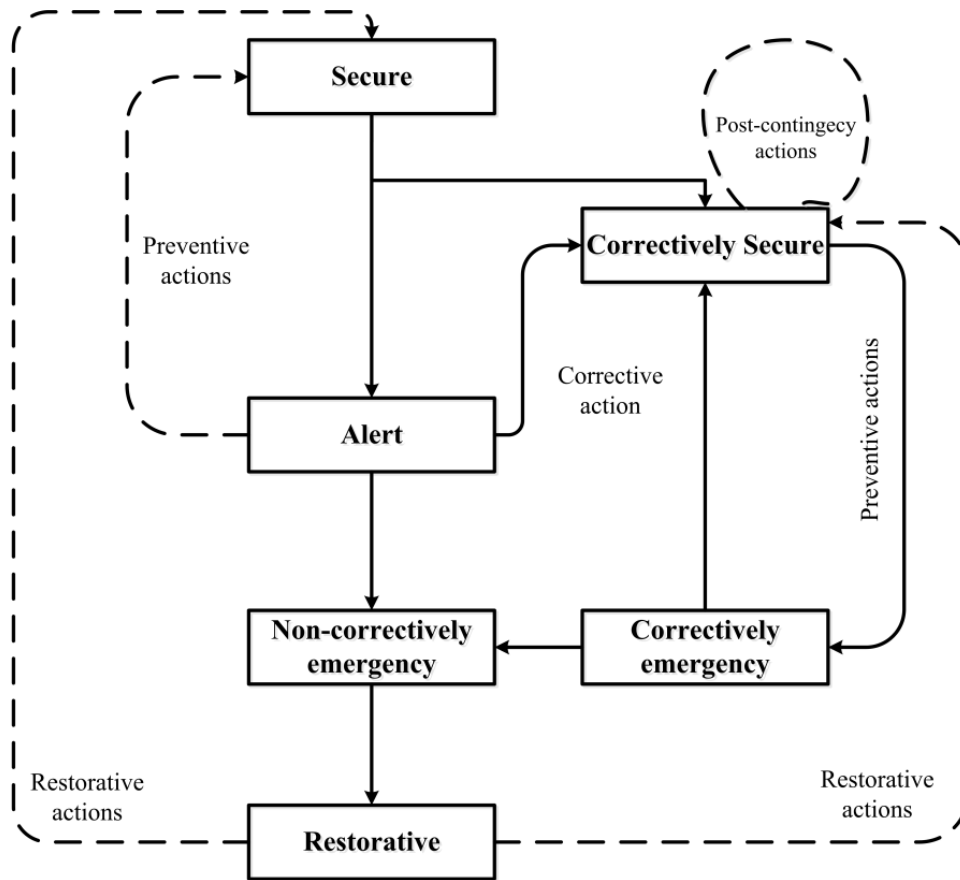 Secure
Post-contingecy
actions
Preventive
actions
Correctively Secure
Corrective
action
Preventive actions
Alert
Non-correctively
emergency
Correctively
emergency
Restorative
actions
Restorative
actions
Restorative